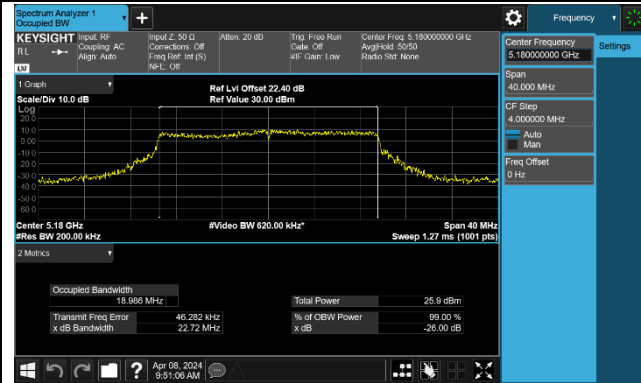 Spectrum Analyzer 1
Occupied BW
Frequency
KEYSIGHT
RL
LXI
Input: RF
Coupling: AC
Align: Auto
Input Z: 50 Ω
Corrections: Off
Freq Ref: Int (S)
NFE: Off
Atten: 20 dB
Trig: Free Run
Gate: Off
#IF Gain: Low
Center Freq: 5.180000000 GHz
Avg|Hold: 50/50
Radio Std: None
Center Frequency
5.180000000 GHz
Settings
Span
40.000 MHz
CF Step
4.000000 MHz
Auto
Man
Freq Offset
0 Hz
1 Graph
Scale/Div 10.0 dB
Ref Lvl Offset 22.40 dB
Ref Value 30.00 dBm
Log
20.0
10.0
0.00
-10.0
-20.0
-30.0
-40.0
-50.0
-60.0
Center 5.18 GHz
#Res BW 200.00 kHz
#Video BW 620.00 kHz*
Span 40 MHz
Sweep 1.27 ms (1001 pts)
2 Metrics
Occupied Bandwidth
18.986 MHz
Total Power
25.9 dBm
Transmit Freq Error
46.282 kHz
% of OBW Power
99.00 %
x dB Bandwidth
22.72 MHz
x dB
-26.00 dB
Apr 08, 2024
9:51:06 AM